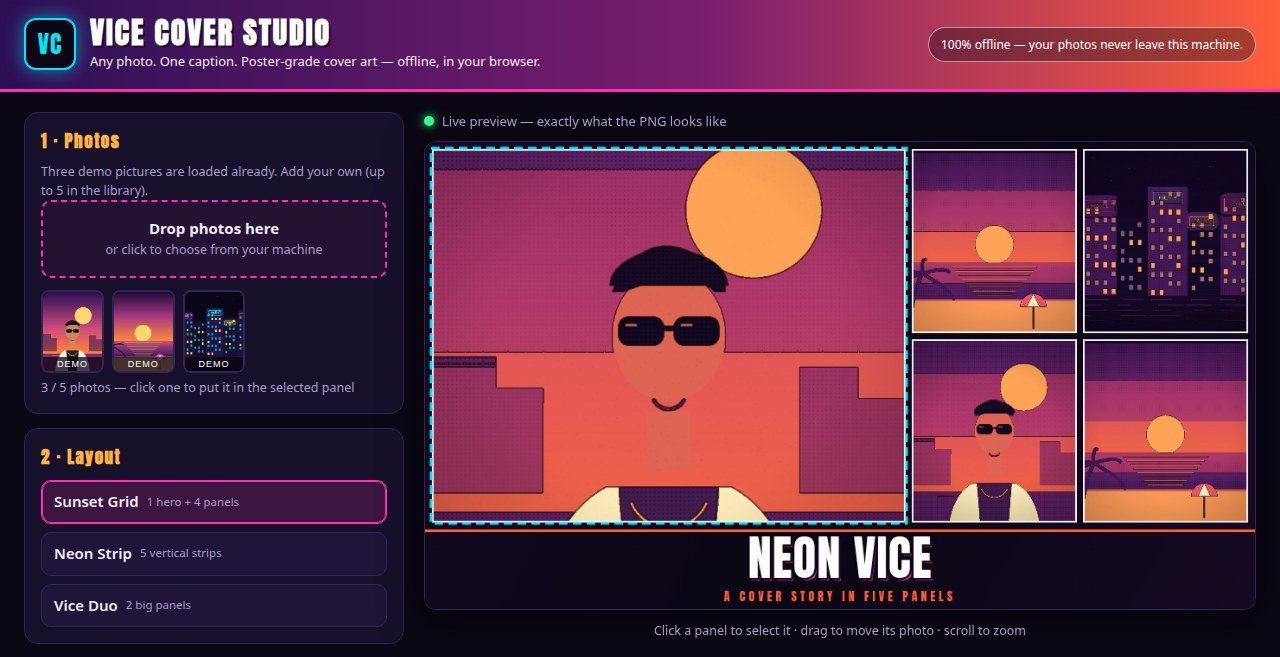 VC
VICE COVER STUDIO
Any photo. One caption. Poster-grade cover art — offline, in your browser.
100% offline — your photos never leave this machine.
1 · Photos
Three demo pictures are loaded already. Add your own (up
to 5 in the library).
Drop photos here
or click to choose from your machine
DEMO
DEMO
DEMO
3 / 5 photos — click one to put it in the selected panel
2 · Layout
Sunset Grid 1 hero + 4 panels
Neon Strip 5 vertical strips
Vice Duo 2 big panels
Live preview — exactly what the PNG looks like
NEON VICE
A COVER STORY IN FIVE PANELS
Click a panel to select it · drag to move its photo · scroll to zoom